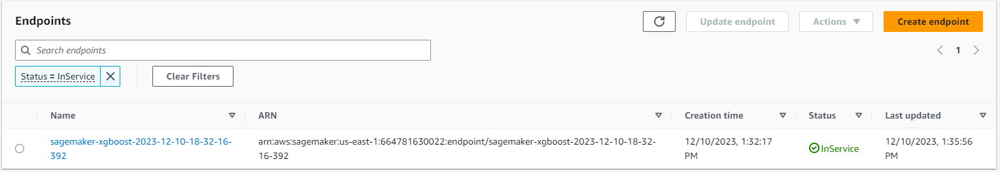 Endpoints
Update endpoint
Actions
Create endpoint
Search endpoints
1
Status = InService
Clear Filters
Name
ARN
Creation time
Status
Last updated
sagemaker-xgboost-2023-12-10-18-32-16-
392
arn:aws:sagemaker:us-east-1:664781630022:endpoint/sagemaker-xgboost-2023-12-10-18-32-
16-392
12/10/2023, 1:32:17
PM
InService
12/10/2023, 1:35:56
PM